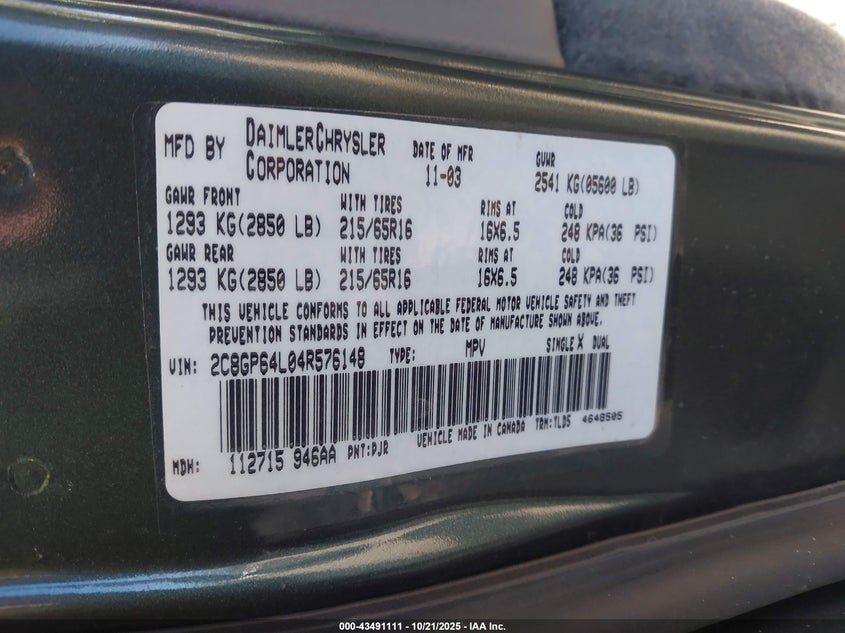 MFD BY DAIMLERCHRYSLER CORPORATION DATE OF MFR 11-03 GVWR 2541 KG(05600 LB)
GAWR FRONT WITH TIRES RIMS AT COLD
1293 KG(2850 LB) 215/65R16 16X6.5 248 KPA(36 PSI)
GAWR REAR WITH TIRES RIMS AT COLD
1293 KG(2850 LB) 215/65R16 16X6.5 248 KPA(36 PSI)
THIS VEHICLE CONFORMS TO ALL APPLICABLE FEDERAL MOTOR VEHICLE SAFETY AND THEFT
PREVENTION STANDARDS IN EFFECT ON THE DATE OF MANUFACTURE SHOWN ABOVE.
VIN: 2C8GP64L04R576148 TYPE: MPV SINGLE X DUAL
MDH: 112715 946AA PNT:PJR VEHICLE MADE IN CANADA TRM:TLD5 4648505
000-43491111 - 10/21/2025 - IAA Inc.